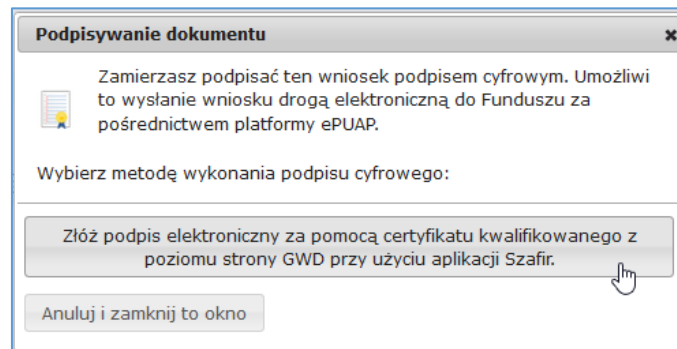 Podpisywanie dokumentu
Zamierzasz podpisać ten wniosek podpisem cyfrowym. Umożliwi
to wysłanie wniosku drogą elektroniczną do Funduszu za
pośrednictwem platformy ePUAP.
Wybierz metodę wykonania podpisu cyfrowego:
Złóż podpis elektroniczny za pomocą certyfikatu kwalifikowanego z
poziomu strony GWD przy użyciu aplikacji Szafir.
Anuluj i zamknij to okno